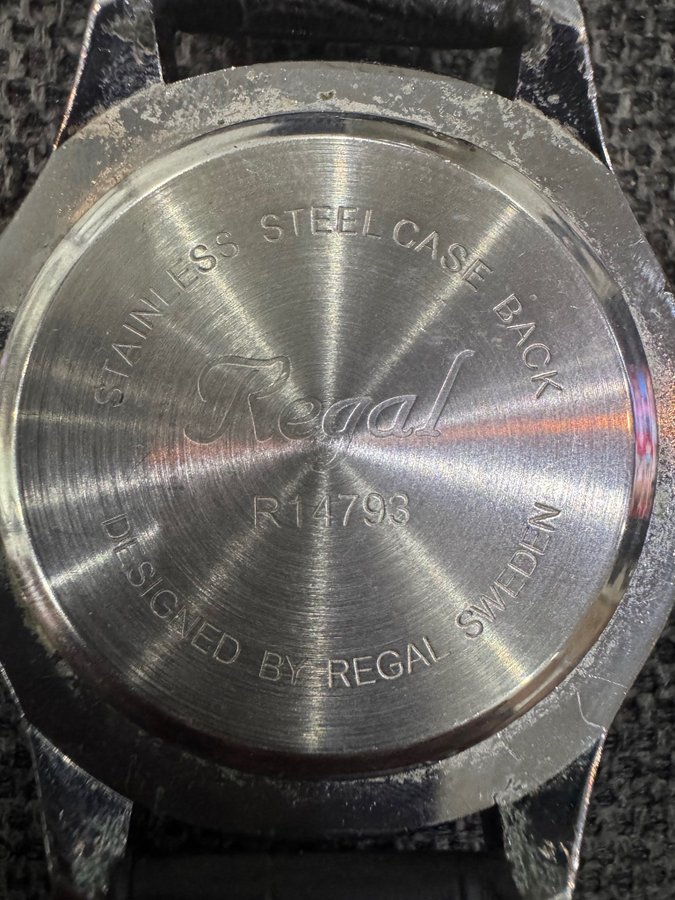 STAINLESS STEEL CASE BACK
Regal
R14793
DESIGNED BY REGAL SWEDEN